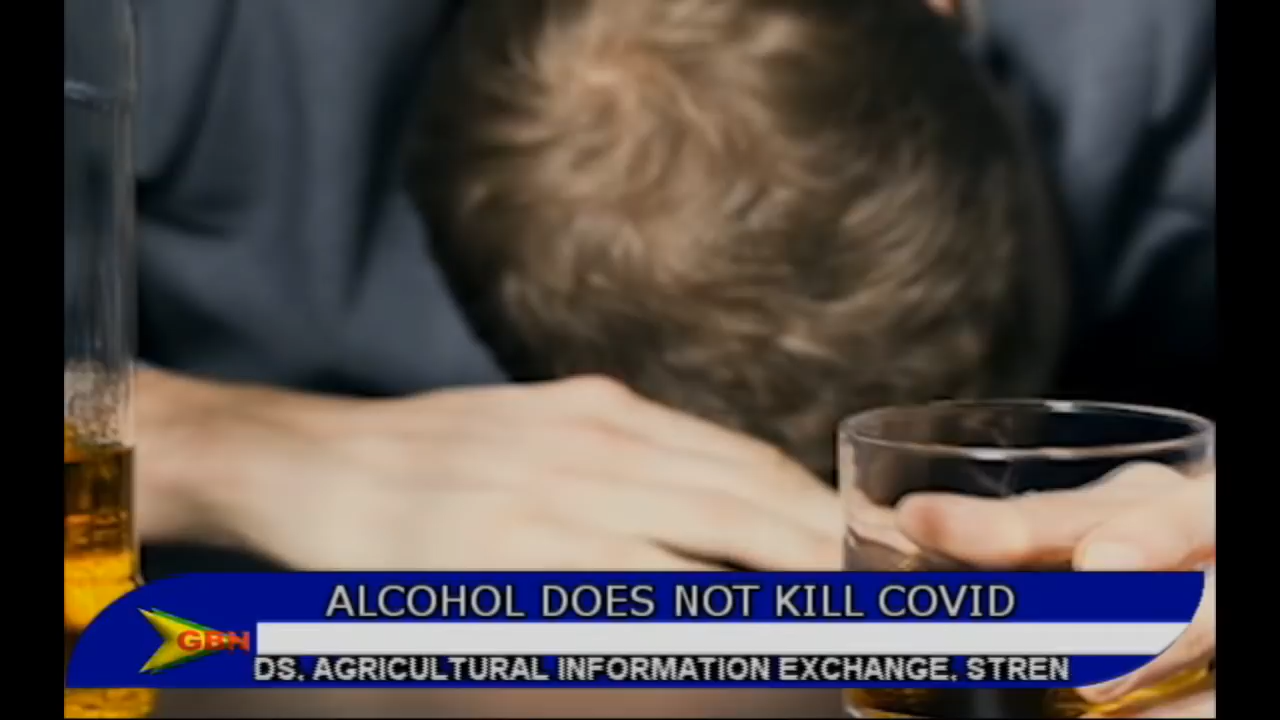 ALCOHOL DOES NOT KILL COVID
GBN
DS, AGRICULTURAL INFORMATION EXCHANGE, STREN